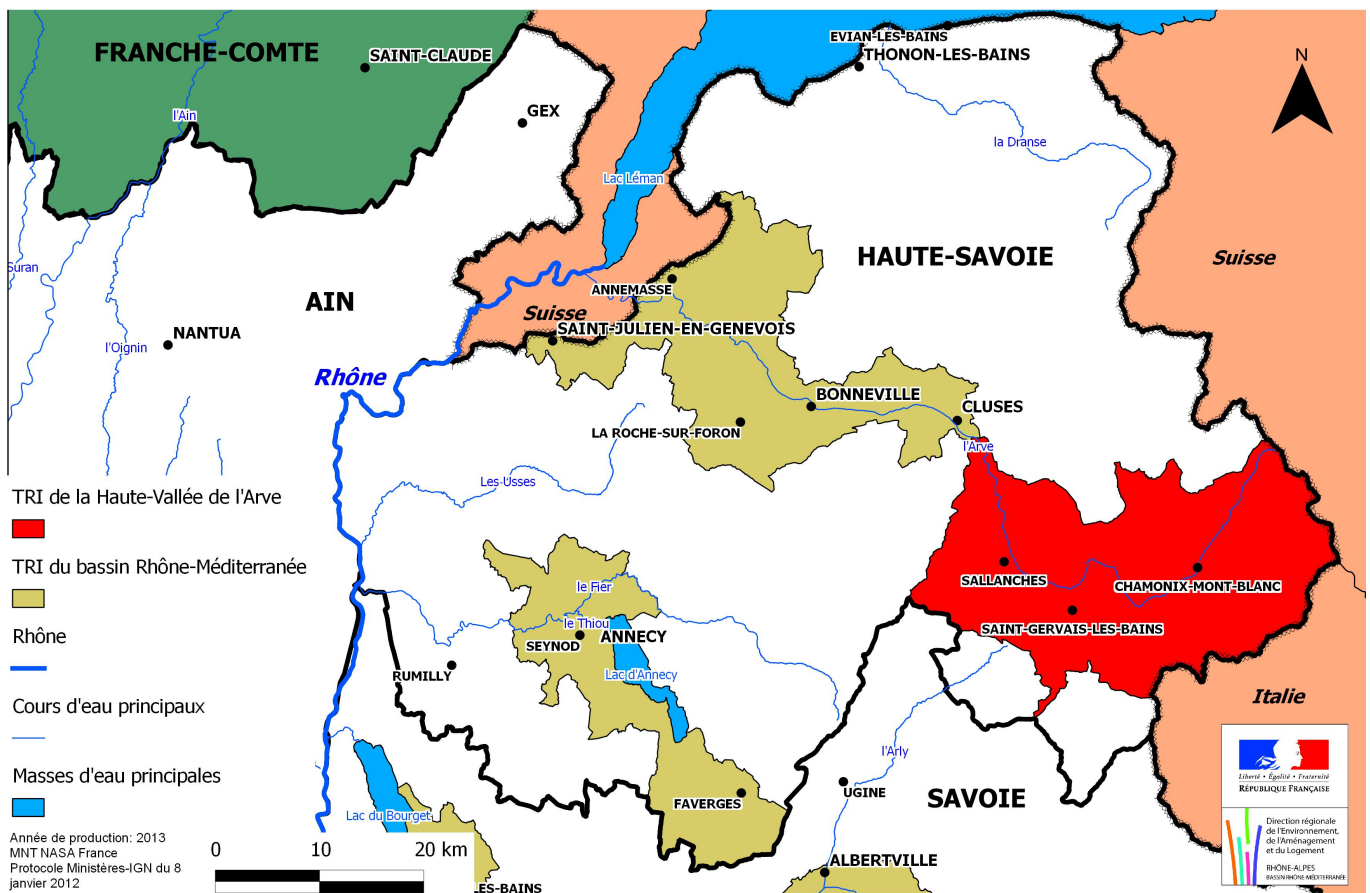 FRANCHE-COMTE
SAINT-CLAUDE
EVIAN-LES-BAINS
THONON-LES-BAINS
N
GEX
l'Ain
la Dranse
Lac Léman
HAUTE-SAVOIE
Suisse
Suran
ANNEMASSE
AIN
Suisse
SAINT-JULIEN-EN-GENEVOIS
NANTUA
l'Oignin
Rhône
BONNEVILLE
CLUSES
LA ROCHE-SUR-FORON
l'Arve
Les Usses
TRI de la Haute-Vallée de l'Arve
TRI du bassin Rhône-Méditerranée
SALLANCHES
CHAMONIX-MONT-BLANC
le Fier
le Thiou
SAINT-GERVAIS-LES-BAINS
Rhône
ANNECY
SEYNOD
RUMILLY
Lac d'Annecy
Italie
Cours d'eau principaux
l'Arly
Masses d'eau principales
UGINE
SAVOIE
FAVERGES
Lac du Bourget
Liberté • Égalité • Fraternité
RÉPUBLIQUE FRANÇAISE
Direction régionale
de l'Environnement,
de l'Aménagement
et du Logement
RHÔNE-ALPES
BASSIN RHÔNE-MÉDITERRANÉE
Année de production: 2013
MNT NASA France
Protocole Ministères-IGN du 8
janvier 2012
0 10 20 km
ALBERTVILLE
LES-BAINS